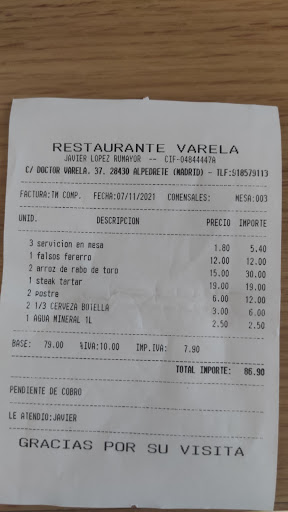 RESTAURANTE VARELA
JAVIER LOPEZ RUMAYOR -- CIF-04844447A
C/ DOCTOR VARELA, 37. 28430 ALPEDRETE (MADRID) - TLF:918579113
FACTURA:TM COMP. FECHA:07/11/2021 COMENSALES: MESA:003
UNID. DESCRIPCION PRECIO IMPORTE
3 servicion en mesa 1.80 5.40
1 falsos fararro 12.00 12.00
2 arroz de rabo de toro 15.00 30.00
1 steak tartar 19.00 19.00
2 postre 6.00 12.00
2 1/3 CERVEZA BOTELLA 3.00 6.00
1 AGUA MINERAL 1L 2.50 2.50
BASE: 79.00 %IVA:10.00 IMP.IVA: 7.90
TOTAL IMPORTE: 86.90
PENDIENTE DE COBRO
LE ATENDIO:JAVIER
GRACIAS POR SU VISITA